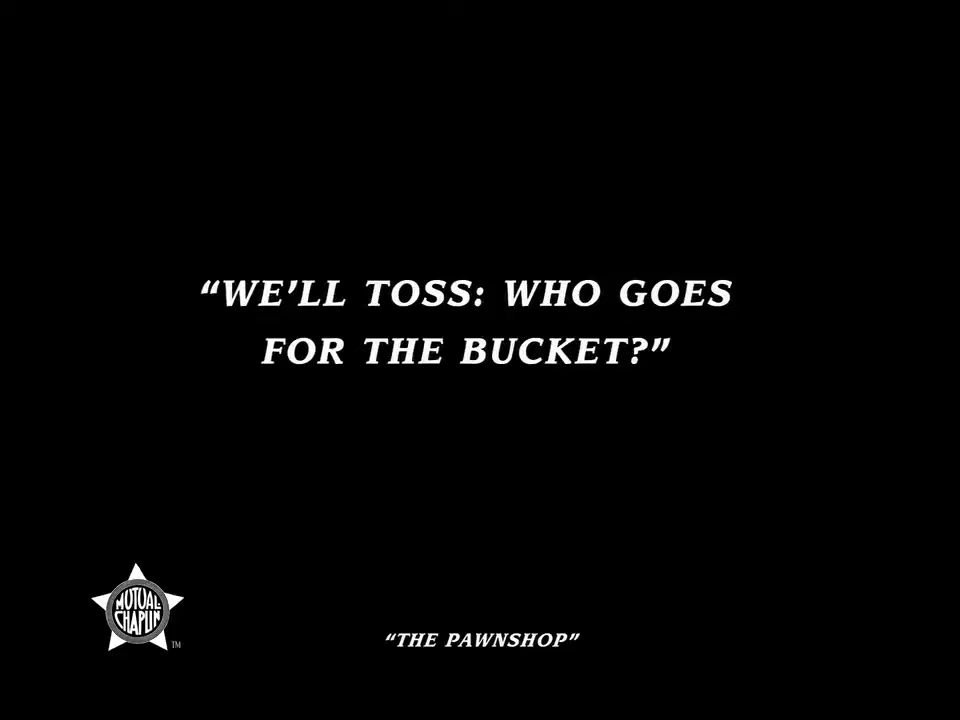 “WE’LL TOSS: WHO GOES
FOR THE BUCKET?”
MUTUAL-
CHAPLIN
TM
“THE PAWNSHOP”